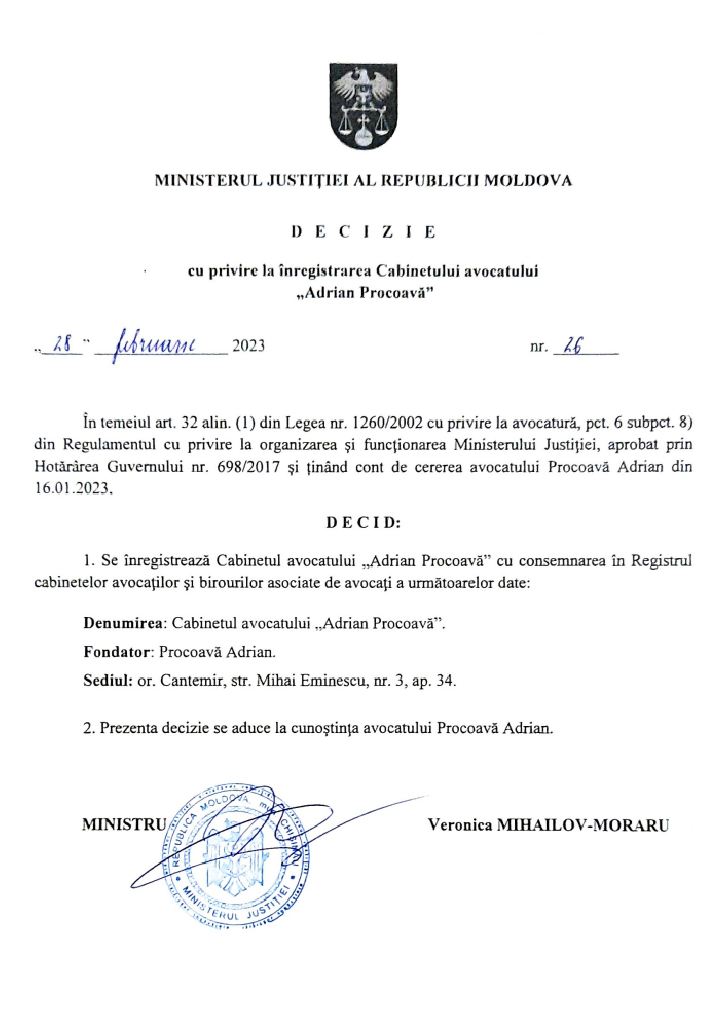 MINISTERUL JUSTIȚIEI AL REPUBLICII MOLDOVA
D E C I Z I E
cu privire la înregistrarea Cabinetului avocatului
„Adrian Procoavă”
„ 28 ” februarie 2023 nr. 26
În temeiul art. 32 alin. (1) din Legea nr. 1260/2002 cu privire la avocatură, pct. 6 subpct. 8)
din Regulamentul cu privire la organizarea și funcționarea Ministerului Justiției, aprobat prin
Hotărârea Guvernului nr. 698/2017 și ținând cont de cererea avocatului Procoavă Adrian din
16.01.2023,
D E C I D:
1. Se înregistrează Cabinetul avocatului „Adrian Procoavă” cu consemnarea în Registrul
cabinetelor avocaților și birourilor asociate de avocați a următoarelor date:
Denumirea: Cabinetul avocatului „Adrian Procoavă”.
Fondator: Procoavă Adrian.
Sediul: or. Cantemir, str. Mihai Eminescu, nr. 3, ap. 34.
2. Prezenta decizie se aduce la cunoștința avocatului Procoavă Adrian.
MINISTRU Veronica MIHAILOV-MORARU
REPUBLICA MOLDOVA mun. CHIȘINĂU
MINISTERUL JUSTIȚIEI